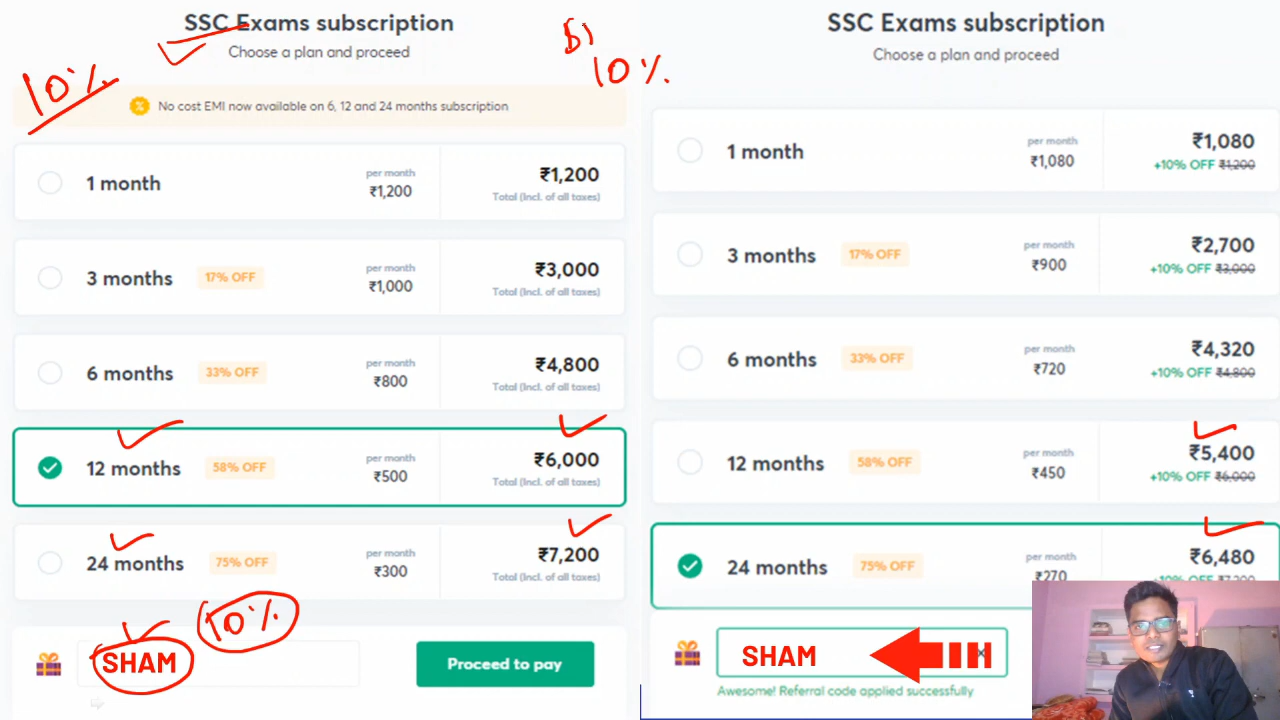 SSC Exams subscription
Choose a plan and proceed
10%
No cost EMI now available on 6, 12 and 24 months subscription
1 month
per month
₹1,200
₹1,200
Total (Incl. of all taxes)
3 months
17% OFF
per month
₹1,000
₹3,000
Total (Incl. of all taxes)
6 months
33% OFF
per month
₹800
₹4,800
Total (Incl. of all taxes)
12 months
58% OFF
per month
₹500
₹6,000
Total (Incl. of all taxes)
24 months
75% OFF
per month
₹300
₹7,200
Total (Incl. of all taxes)
10%
SHAM
Proceed to pay
10%
SSC Exams subscription
Choose a plan and proceed
1 month
per month
₹1,080
₹1,080
+10% OFF ₹1,200
3 months
17% OFF
per month
₹900
₹2,700
+10% OFF ₹3,000
6 months
33% OFF
per month
₹720
₹4,320
+10% OFF ₹4,800
12 months
58% OFF
per month
₹450
₹5,400
+10% OFF ₹6,000
24 months
75% OFF
per month
₹270
₹6,480
+10% OFF ₹7,200
SHAM
Awesome! Referral code applied successfully